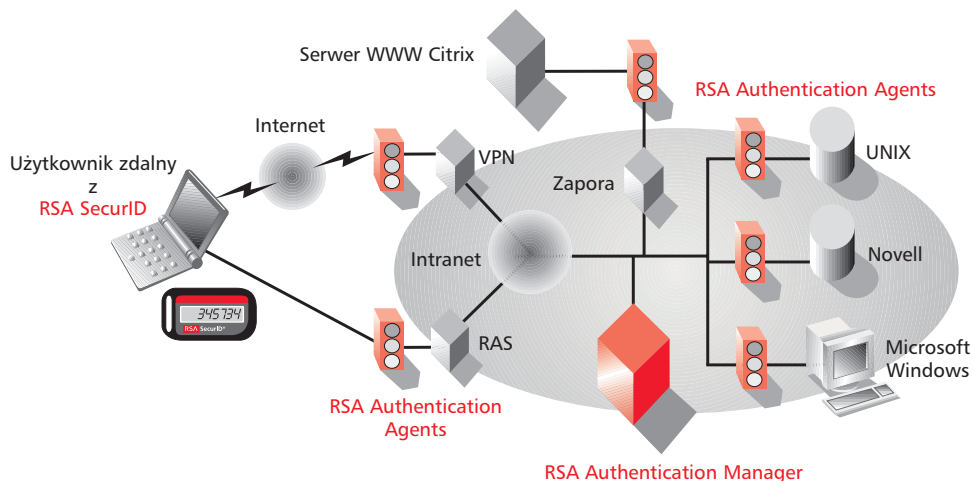 Serwer WWW Citrix
RSA Authentication Agents
Internet
UNIX
VPN
Użytkownik zdalny
z
RSA SecurID
Zapora
Intranet
Novell
345734
RSA SecurID®
RAS
Microsoft
Windows
RSA Authentication
Agents
RSA Authentication Manager